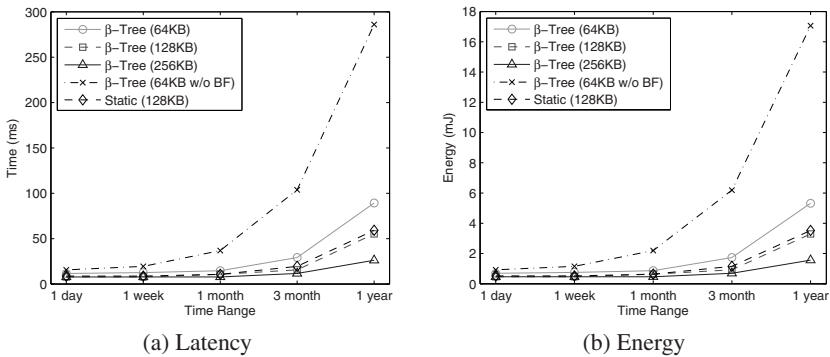 300
250
200
150
100
50
0
Time (ms)
β−Tree (64KB)
β−Tree (128KB)
β−Tree (256KB)
β−Tree (64KB w/o BF)
Static (128KB)
1 day 1 week 1 month 3 month 1 year
Time Range
(a) Latency
18
16
14
12
10
8
6
4
2
0
Energy (mJ)
β−Tree (64KB)
β−Tree (128KB)
β−Tree (256KB)
β−Tree (64KB w/o BF)
Static (128KB)
1 day 1 week 1 month 3 month 1 year
Time Range
(b) Energy